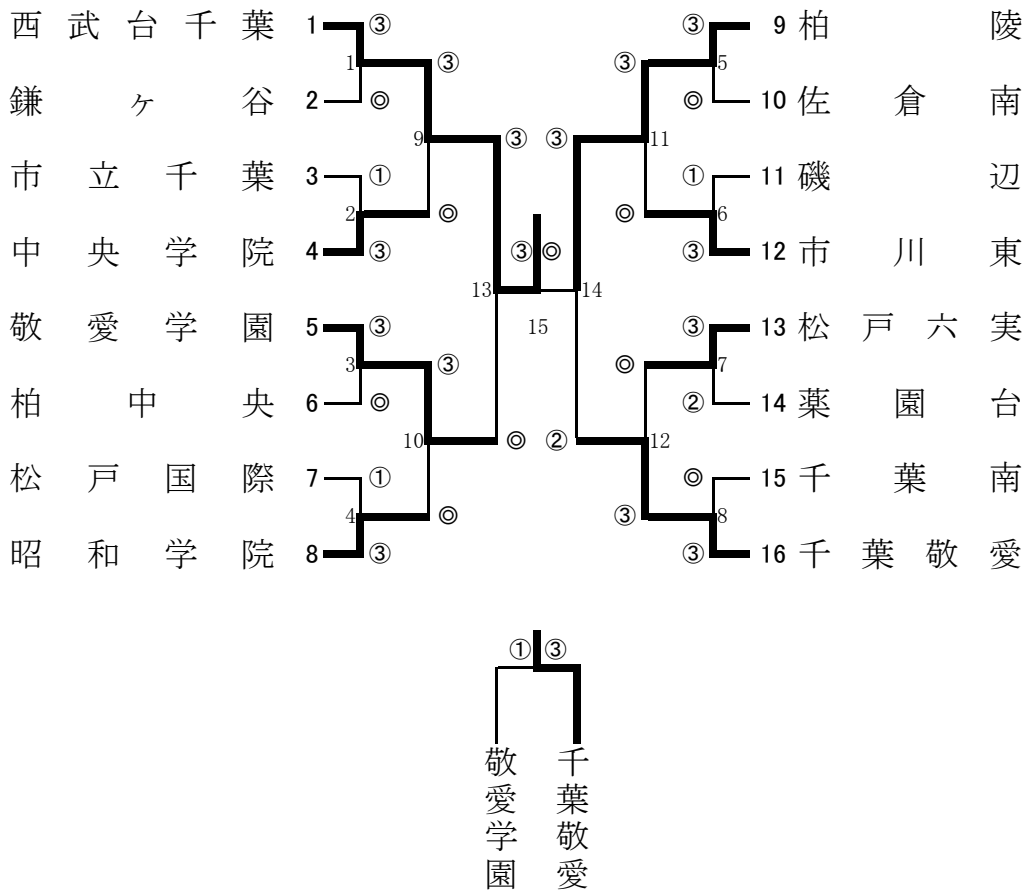 西武台千葉 1 ③ ③ 9 柏陵
1 ③ ③ 5
鎌ヶ谷 2 ◎ ◎ 10 佐倉南
9 ③ ③ 11
市立千葉 3 ① ① 11 磯辺
2 ◎ ◎ 6
中央学院 4 ③ ③ ◎ ③ 12 市川東
13 14
敬愛学園 5 ③ 15 ③ 13 松戸六実
3 ③ ◎ 7
柏中央 6 ◎ ② 14 薬園台
10 ◎ ② 12
松戸国際 7 ① ◎ 15 千葉南
4 ◎ ③ 8
昭和学院 8 ③ ③ 16 千葉敬愛
① ③
敬愛学園
千葉敬愛